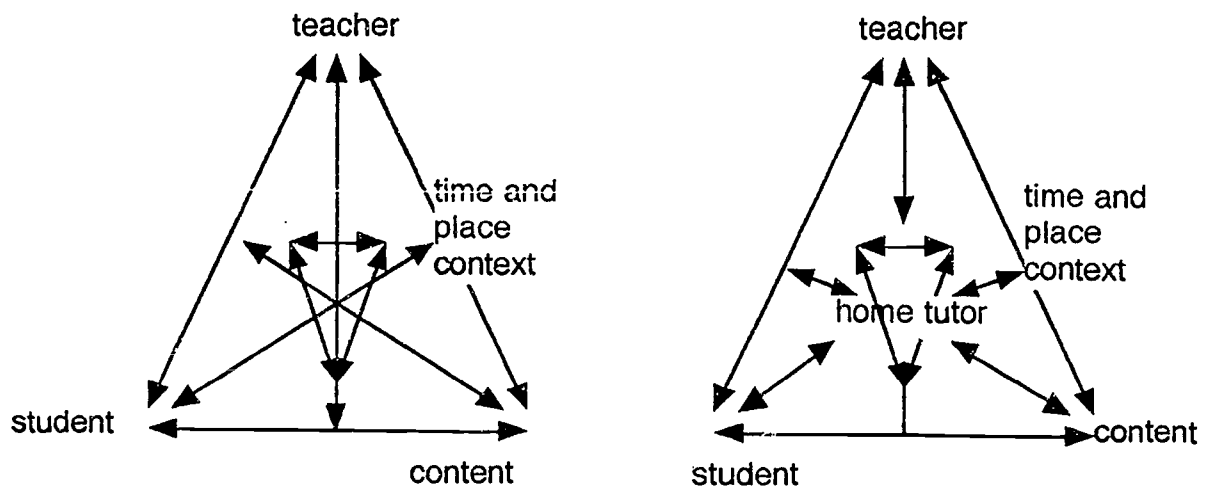 teacher
time and
place
context
student
content
teacher
time and
place
context
home tutor
content
student